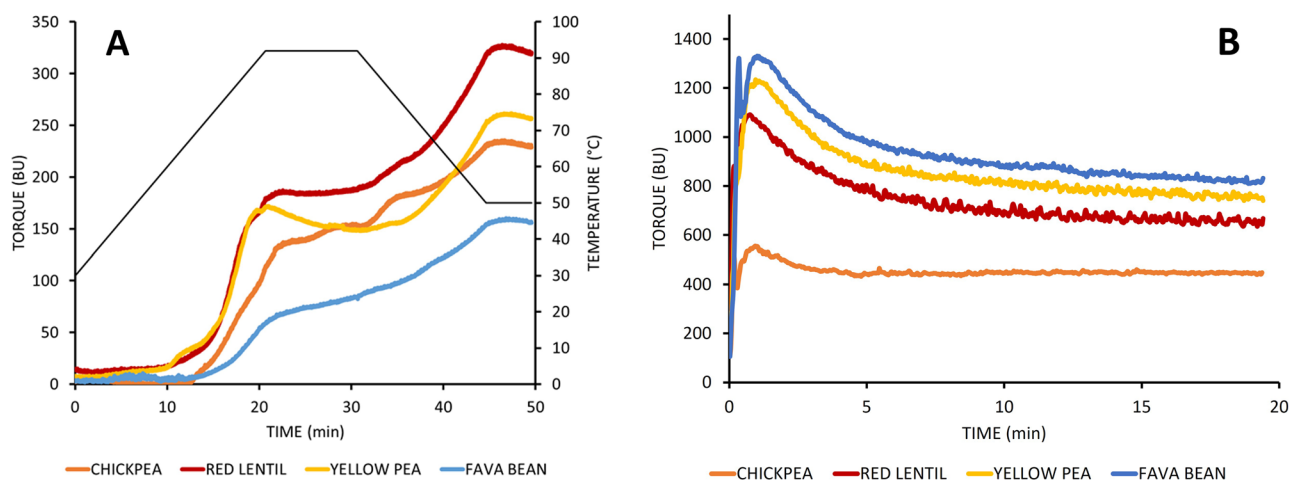 A
350
300
250
200
150
100
50
0
TORQUE (BU)
100
90
80
70
60
50
40
30
20
10
0
TEMPERATURE (°C)
0 10 20 30 40 50
TIME (min)
CHICKPEA RED LENTIL YELLOW PEA FAVA BEAN
B
1400
1200
1000
800
600
400
200
0
TORQUE (BU)
0 5 10 15 20
TIME (min)
CHICKPEA RED LENTIL YELLOW PEA FAVA BEAN